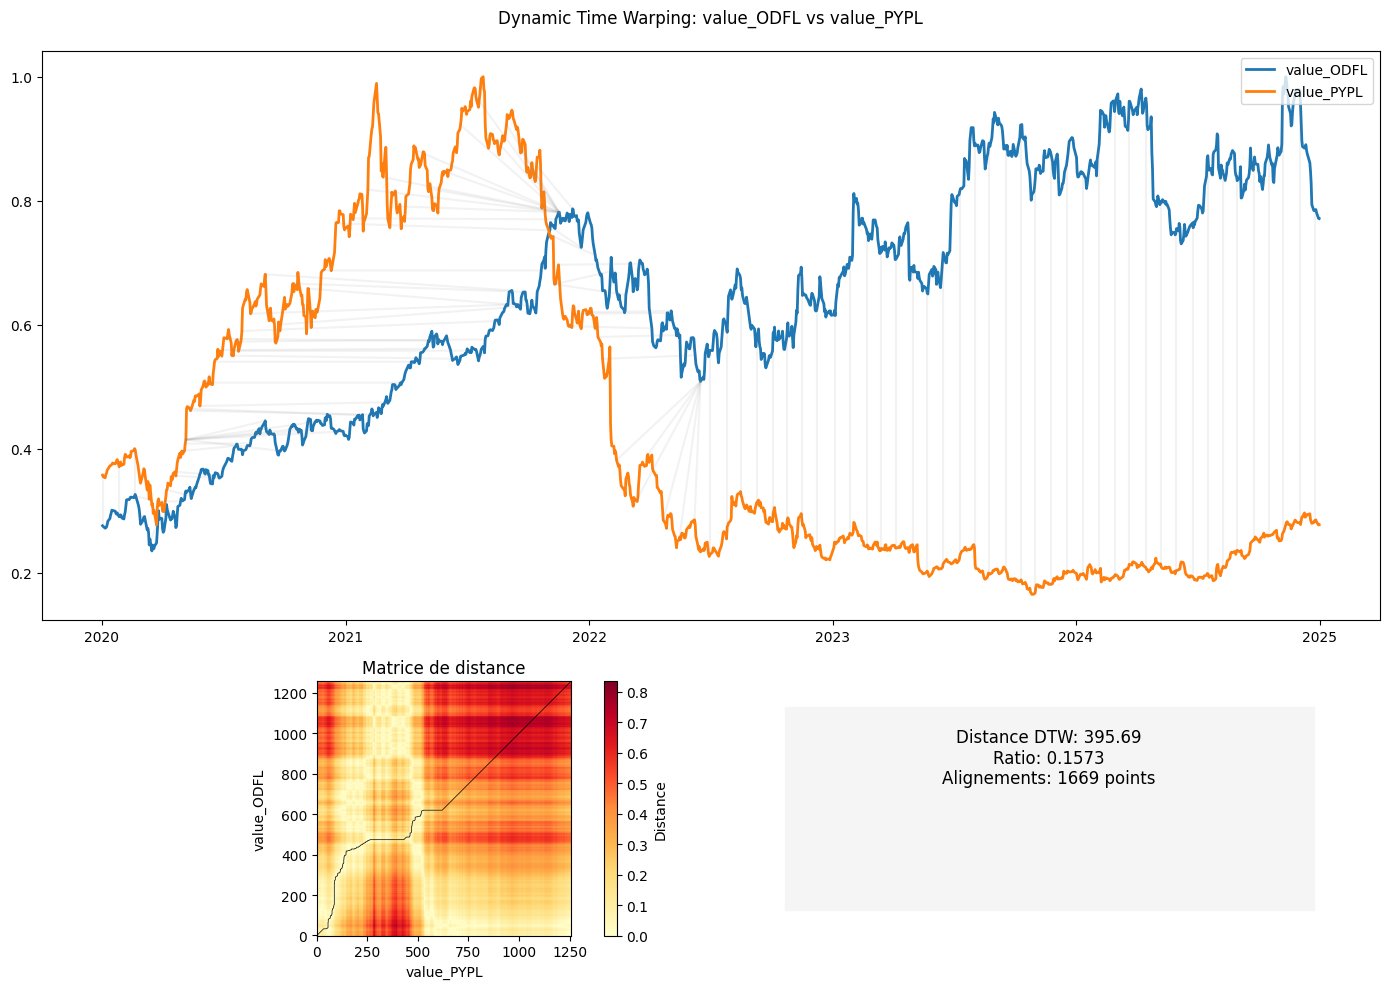 Dynamic Time Warping: value_ODFL vs value_PYPL
1.0
0.8
0.6
0.4
0.2
value_ODFL
value_PYPL
2020 2021 2022 2023 2024 2025
Matrice de distance
value_ODFL
1200
1000
800
600
400
200
0
0 250 500 750 1000 1250
value_PYPL
0.8
0.7
0.6
0.5
0.4
0.3
0.2
0.1
0.0
Distance
Distance DTW: 395.69
Ratio: 0.1573
Alignements: 1669 points